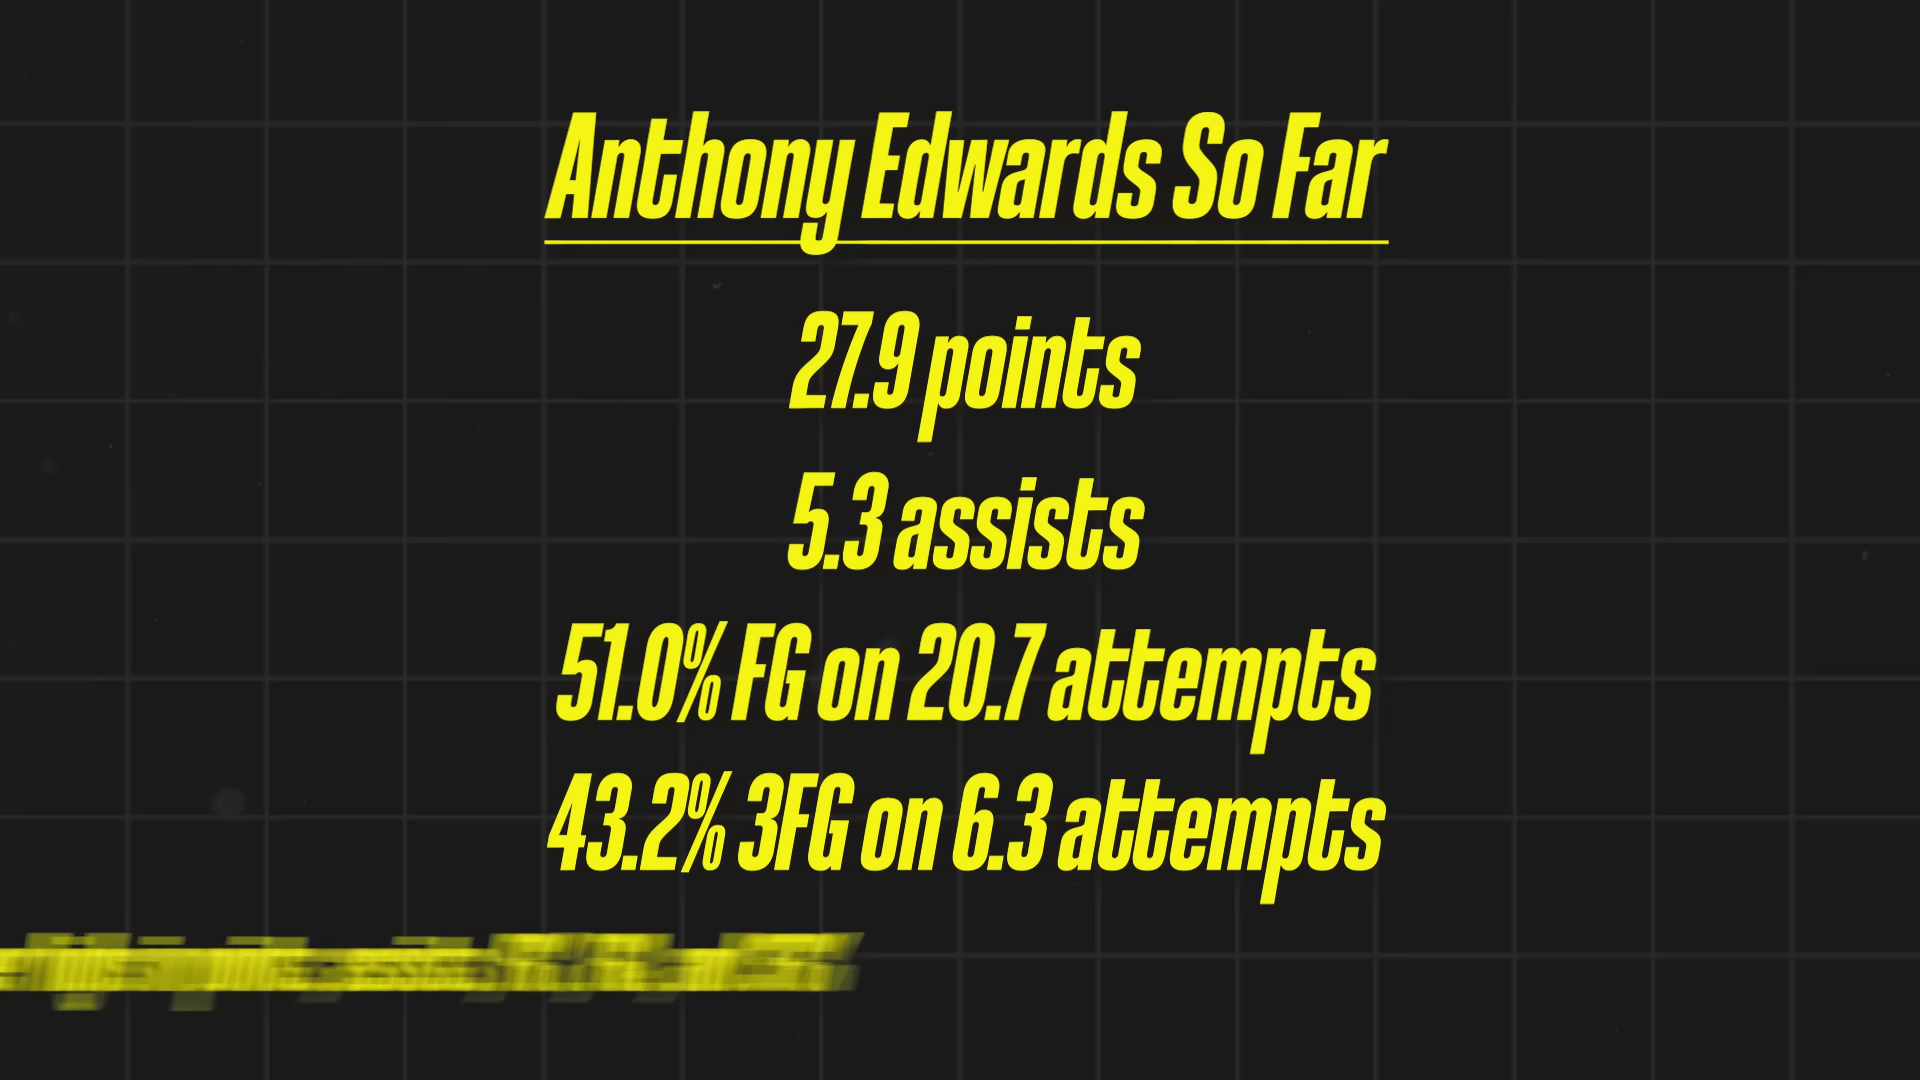 Anthony Edwards So Far
27.9 points
5.3 assists
51.0% FG on 20.7 attempts
43.2% 3FG on 6.3 attempts